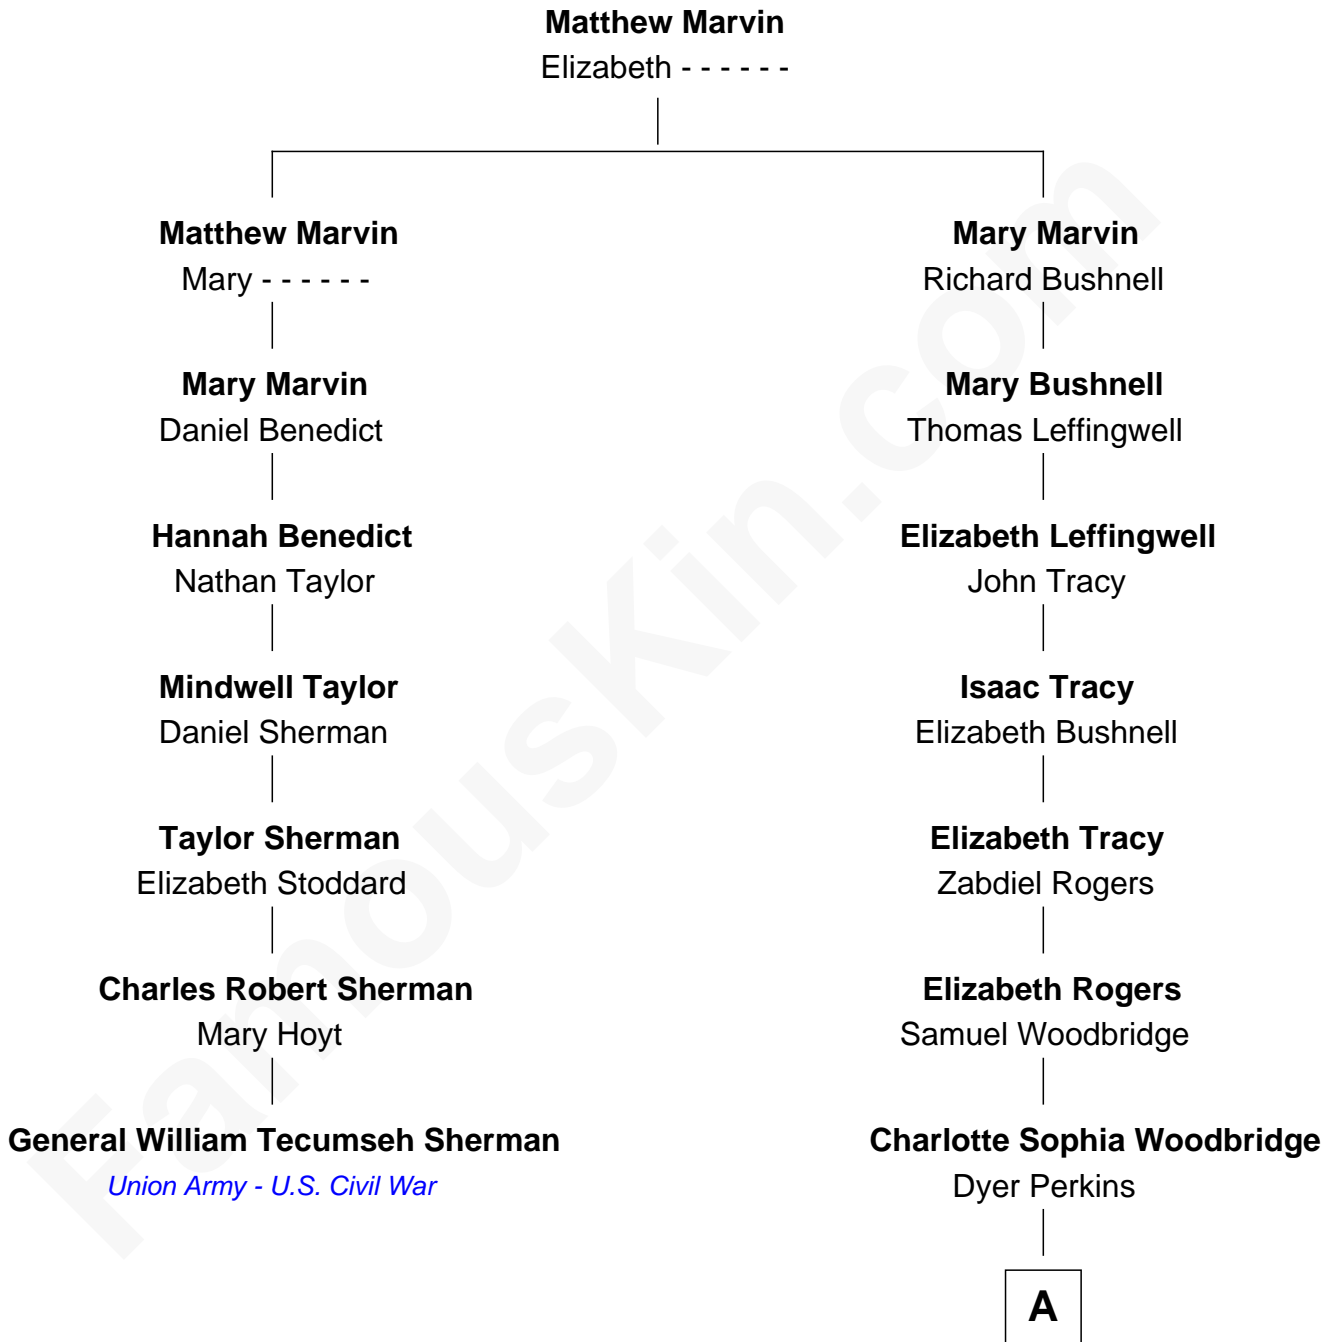 Matthew Marvin
Elizabeth - - - - - -
Matthew Marvin
Mary - - - - - -
Mary Marvin
Richard Bushnell
Mary Marvin
Daniel Benedict
Mary Bushnell
Thomas Leffingwell
Hannah Benedict
Nathan Taylor
Elizabeth Leffingwell
John Tracy
Mindwell Taylor
Daniel Sherman
Isaac Tracy
Elizabeth Bushnell
Taylor Sherman
Elizabeth Stoddard
Elizabeth Tracy
Zabdiel Rogers
Charles Robert Sherman
Mary Hoyt
Elizabeth Rogers
Samuel Woodbridge
General William Tecumseh Sherman
Union Army - U.S. Civil War
Charlotte Sophia Woodbridge
Dyer Perkins
A
FamousKin.com